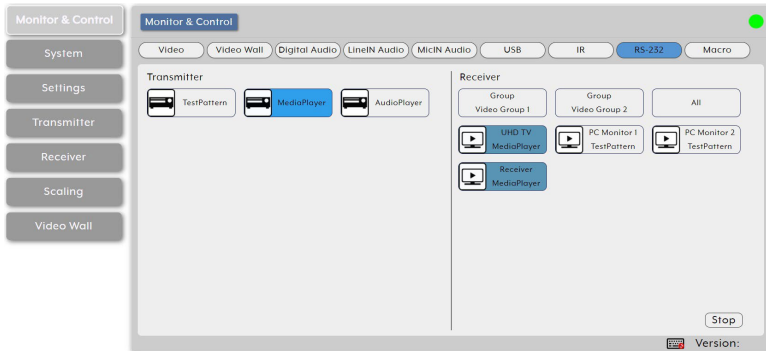 Monitor & Control
System
Settings
Transmitter
Receiver
Scaling
Video Wall
Monitor & Control
Video
Video Wall
Digital Audio
LineIN Audio
MicIN Audio
USB
IR
RS-232
Macro
Transmitter
TestPattern
MediaPlayer
AudioPlayer
Receiver
Group
Video Group 1
Group
Video Group 2
All
UHD TV
MediaPlayer
PC Monitor 1
TestPattern
PC Monitor 2
TestPattern
Receiver
MediaPlayer
Stop
Version: